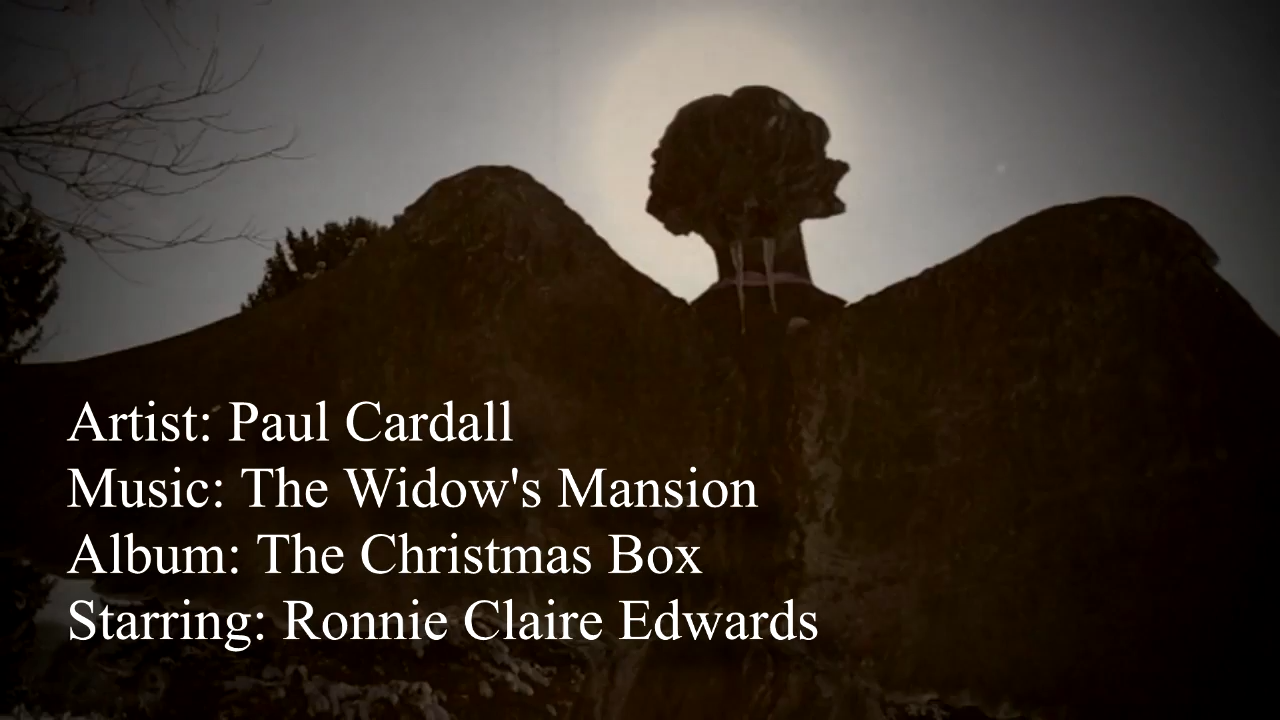 Artist: Paul Cardall
Music: The Widow's Mansion
Album: The Christmas Box
Starring: Ronnie Claire Edwards